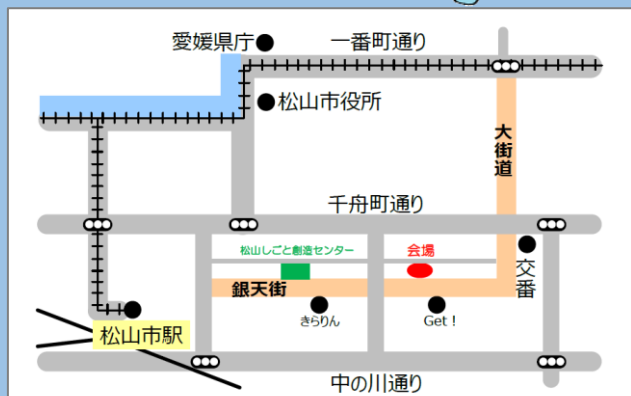 愛媛県庁
一番町通り
松山市役所
大街道
千舟町通り
松山しごと創造センター
会場
交番
銀天街
きらりん
Get！
松山市駅
中の川通り